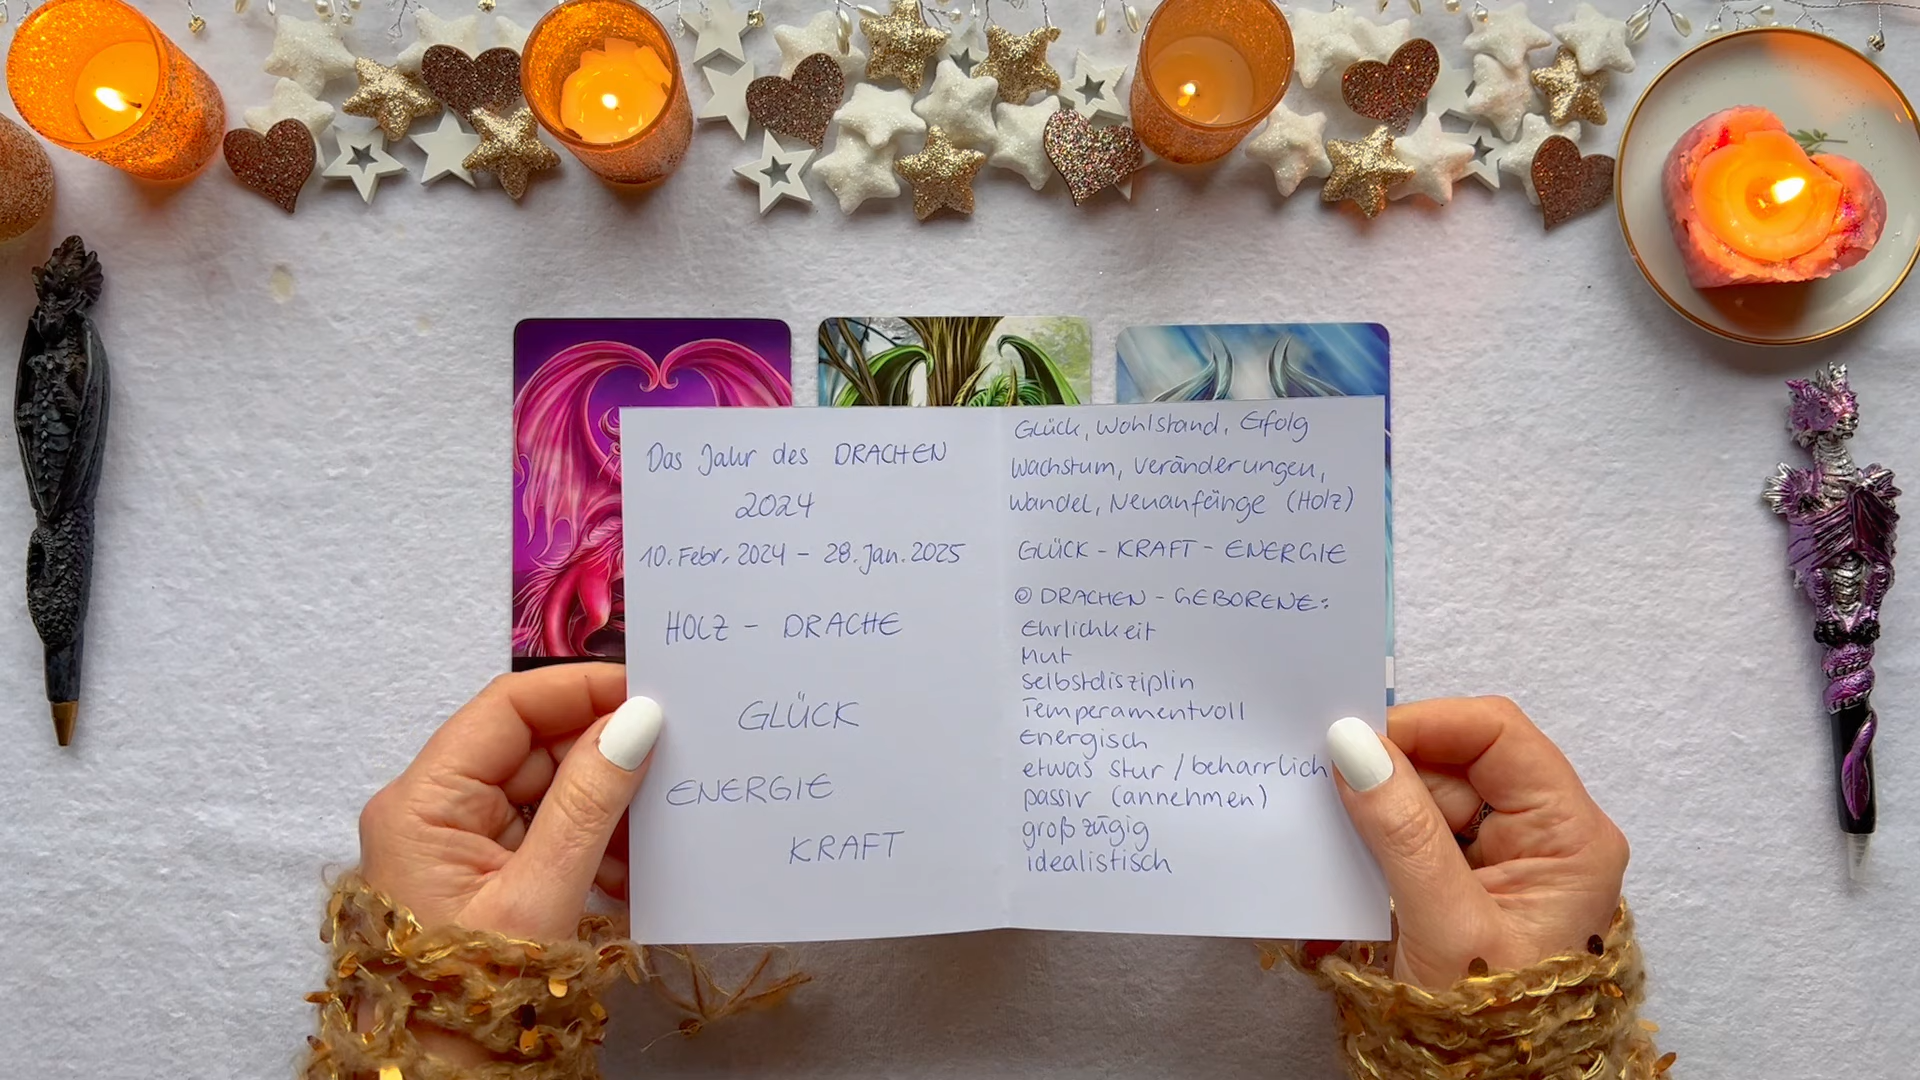 Das Jahr des DRACHEN
2024
10. Febr. 2024 - 28. Jan. 2025
HOLZ - DRACHE
GLÜCK
ENERGIE
KRAFT
Glück, Wohlstand, Erfolg
Wachstum, Veränderungen,
Wandel, Neuanfänge (Holz)
GLÜCK - KRAFT - ENERGIE
DRACHEN - GEBORENE:
Ehrlichkeit
Mut
Selbstdisziplin
Temperamentvoll
Energisch
etwas stur / beharrlich
passiv (annehmen)
großzügig
idealistisch